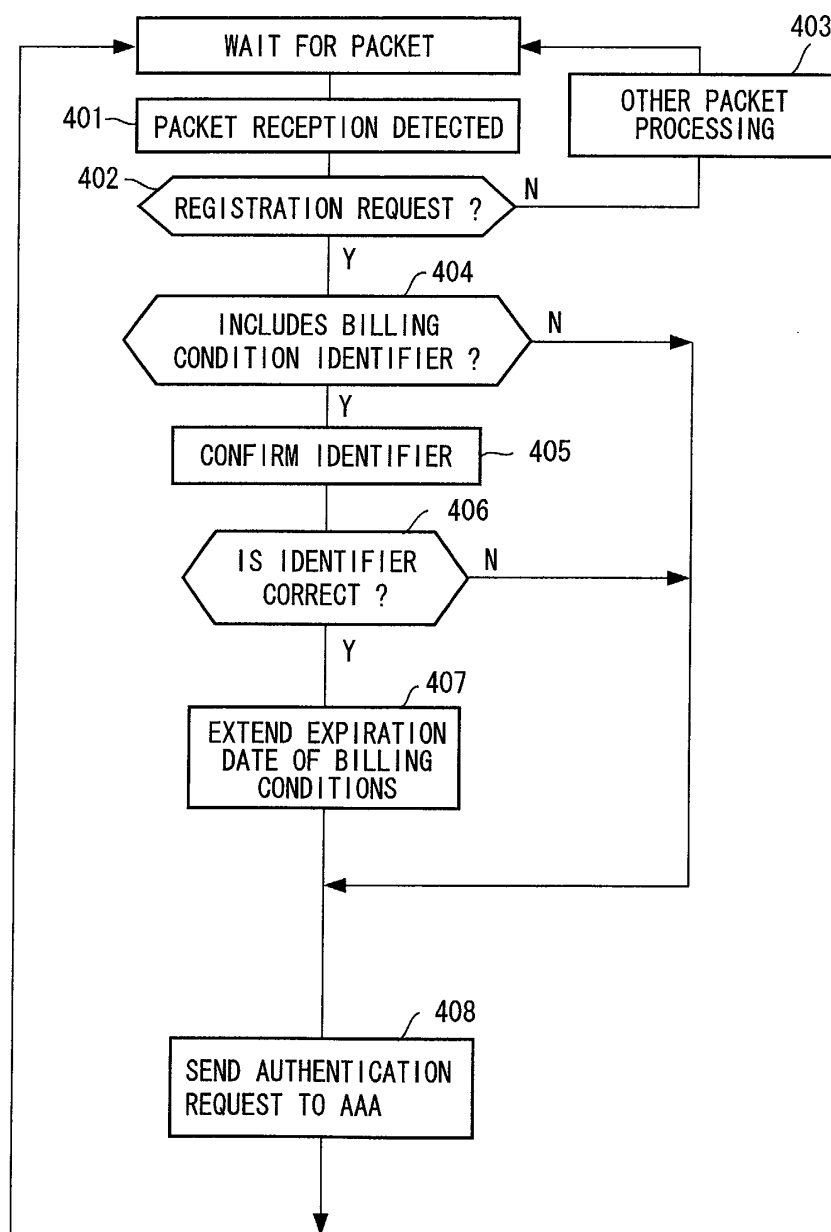 WAIT FOR PACKET
403
OTHER PACKET
PROCESSING
401
PACKET RECEPTION DETECTED
402
REGISTRATION REQUEST ?
N
Y
404
INCLUDES BILLING
CONDITION IDENTIFIER ?
N
Y
CONFIRM IDENTIFIER
405
406
IS IDENTIFIER
CORRECT ?
N
Y
407
EXTEND EXPIRATION
DATE OF BILLING
CONDITIONS
408
SEND AUTHENTICATION
REQUEST TO AAA